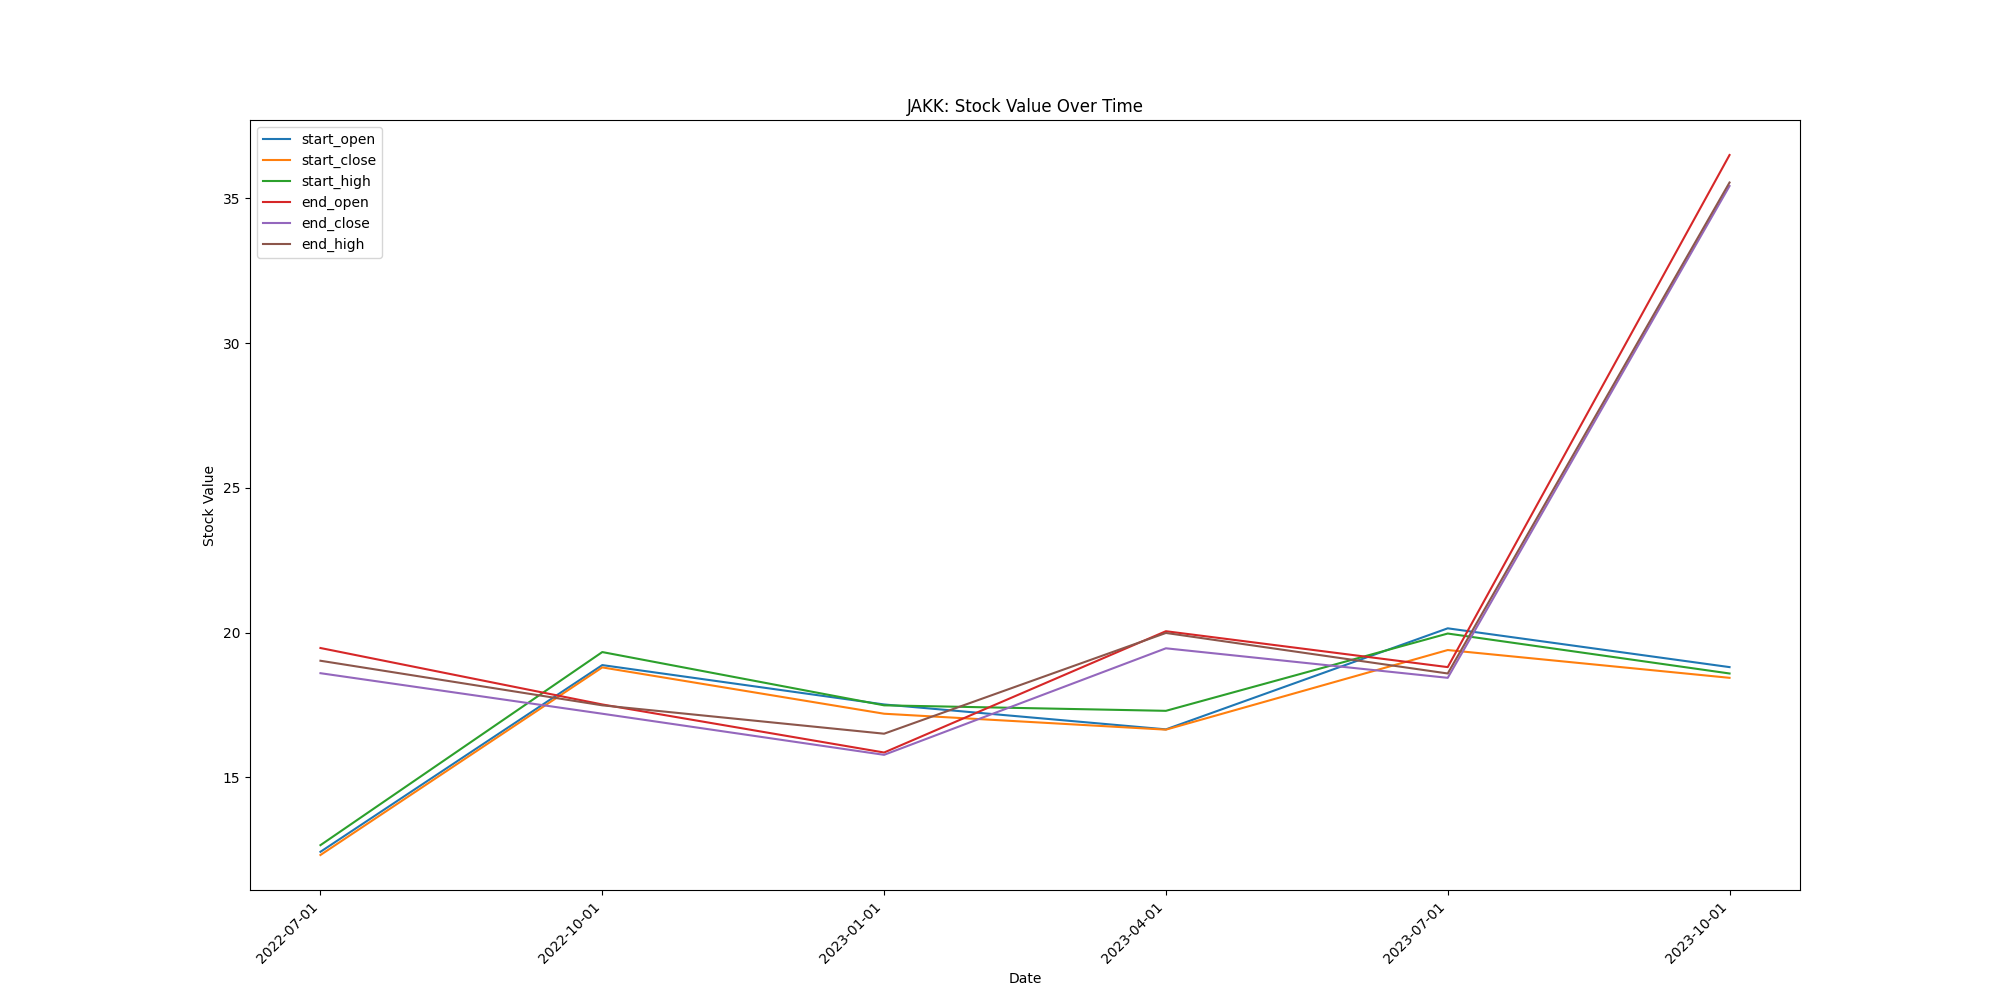 JAKK: Stock Value Over Time
start_open
start_close
start_high
end_open
end_close
end_high
Stock Value
35
30
25
20
15
2022-07-01
2022-10-01
2023-01-01
2023-04-01
2023-07-01
2023-10-01
Date